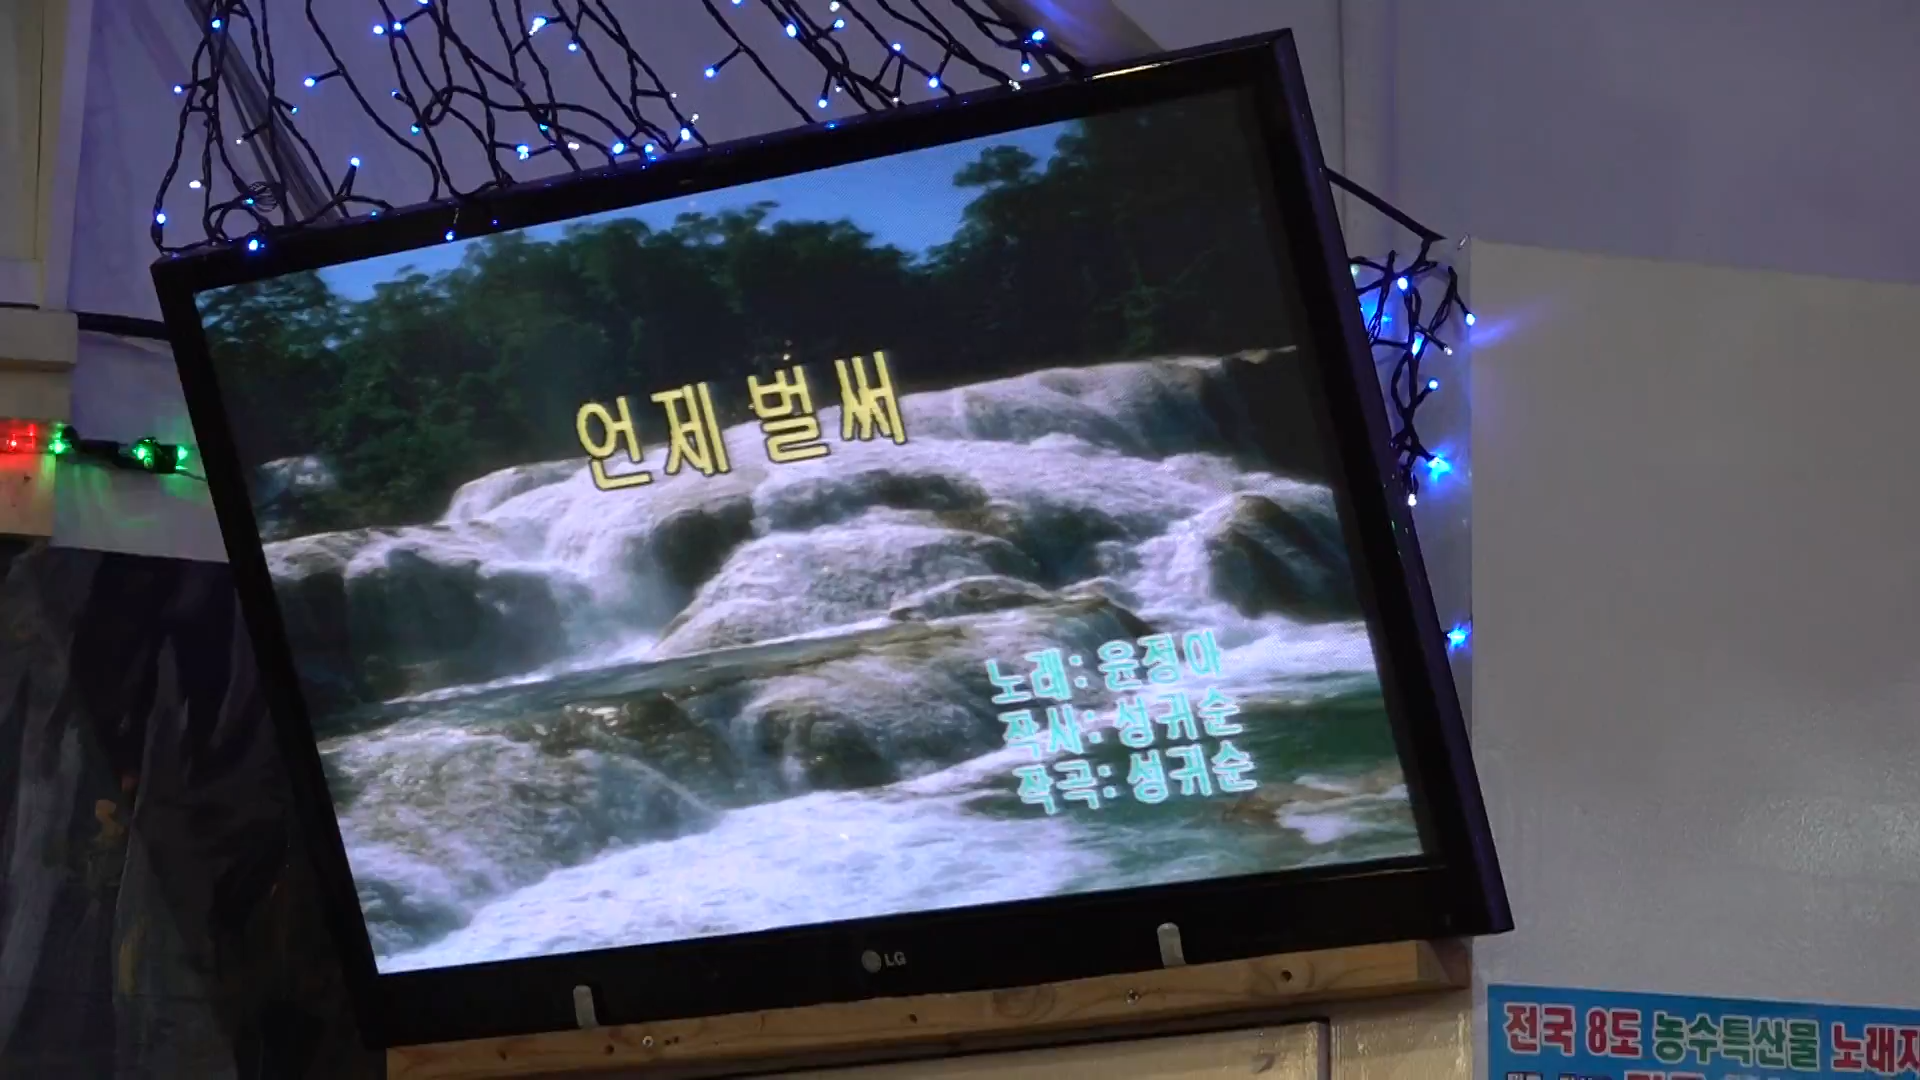 언제 벌써
노래: 윤정아
작사: 성귀순
작곡: 성귀순
LG
전국 8도 농수특산물 노래자